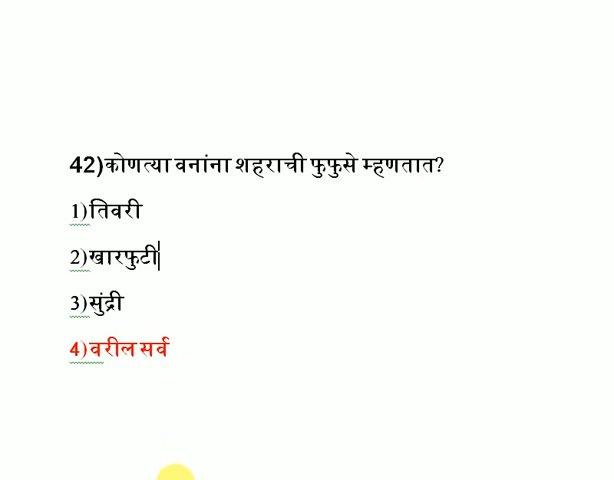 42)कोणत्या वनांना शहराची फुफुसे म्हणतात?
1)तिवरी
2)खारफुटी
3)सुंद्री
4)वरील सर्व